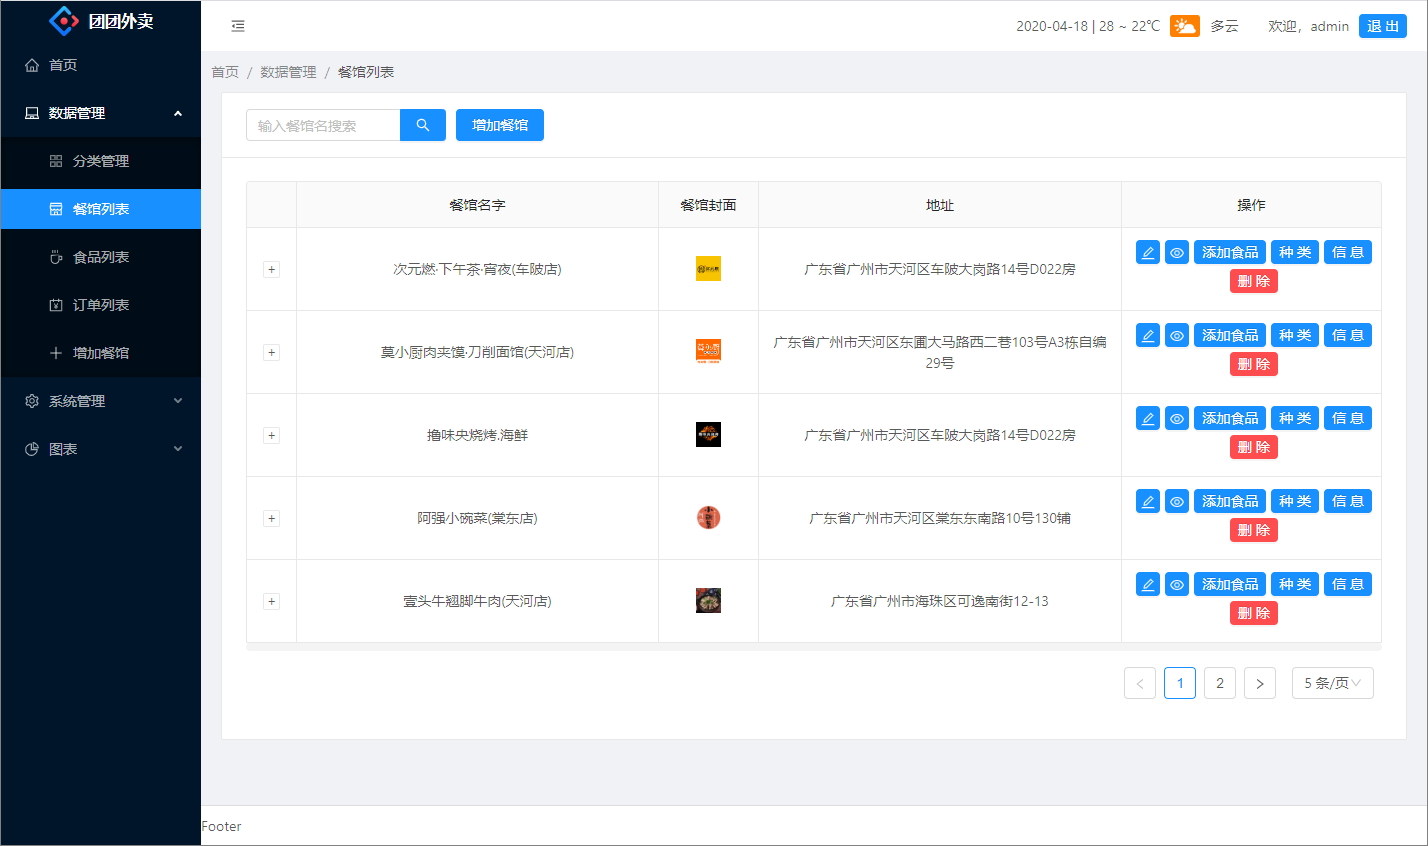 团团外卖
2020-04-18 | 28 ~ 22℃ 多云 欢迎，admin 退 出
首页
数据管理
分类管理
餐馆列表
食品列表
订单列表
增加餐馆
系统管理
图表
首页 / 数据管理 / 餐馆列表
输入餐馆名搜索 增加餐馆
餐馆名字 餐馆封面 地址 操作
+ 次元燃·下午茶·宵夜(车陂店) 广东省广州市天河区车陂大岗路14号D022房 添加食品 种 类 信 息
删 除
+ 莫小厨肉夹馍·刀削面馆(天河店) 广东省广州市天河区东圃大马路西二巷103号A3栋自编
29号 添加食品 种 类 信 息
删 除
+ 撸味央烧烤.海鲜 广东省广州市天河区车陂大岗路14号D022房 添加食品 种 类 信 息
删 除
+ 阿强小碗菜(棠东店) 广东省广州市天河区棠东东南路10号130铺 添加食品 种 类 信 息
删 除
+ 壹头牛翘脚牛肉(天河店) 广东省广州市海珠区可逸南街12-13 添加食品 种 类 信 息
删 除
< 1 2 > 5 条/页
Footer